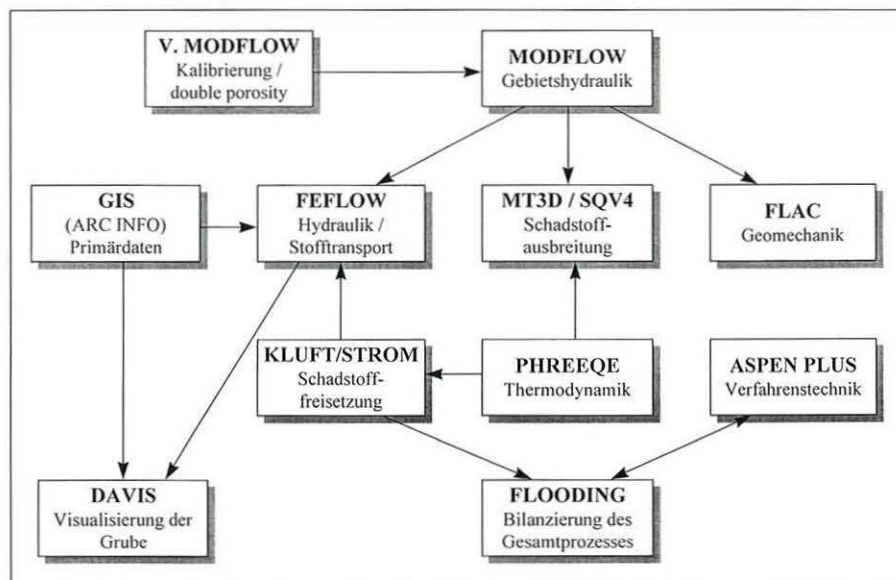 V. MODFLOW
Kalibrierung /
double porosity
MODFLOW
Gebietshydraulik
GIS
(ARC INFO)
Primärdaten
FEFLOW
Hydraulik /
Stofftransport
MT3D / SQV4
Schadstoff-
ausbreitung
FLAC
Geomechanik
KLUFT/STROM
Schadstoff-
freisetzung
PHREEQE
Thermodynamik
ASPEN PLUS
Verfahrenstechnik
DAVIS
Visualisierung der
Grube
FLOODING
Bilanzierung des
Gesamtprozesses